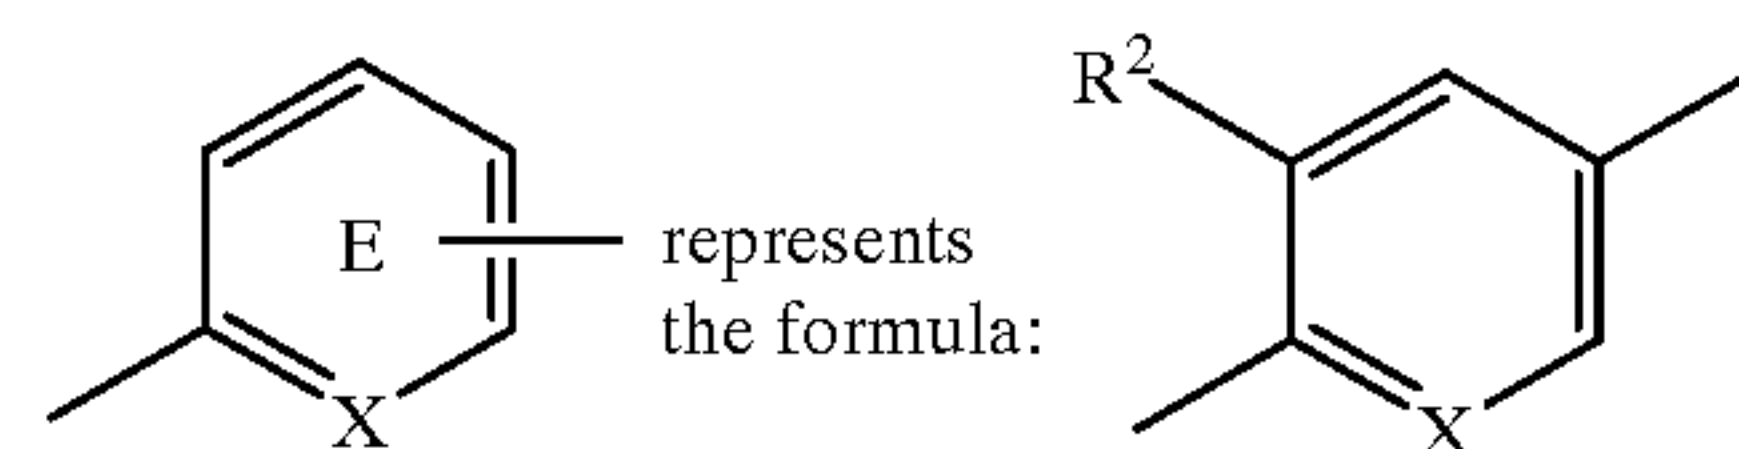 R²
E
represents
the formula:
X
X